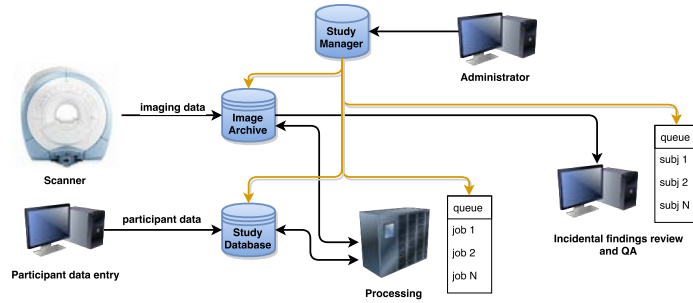 Study
Manager
Administrator
imaging data
Image
Archive
Scanner
queue
subj 1
subj 2
subj N
participant data
Study
Database
queue
job 1
job 2
job N
Incidental findings review
and QA
Participant data entry
Processing